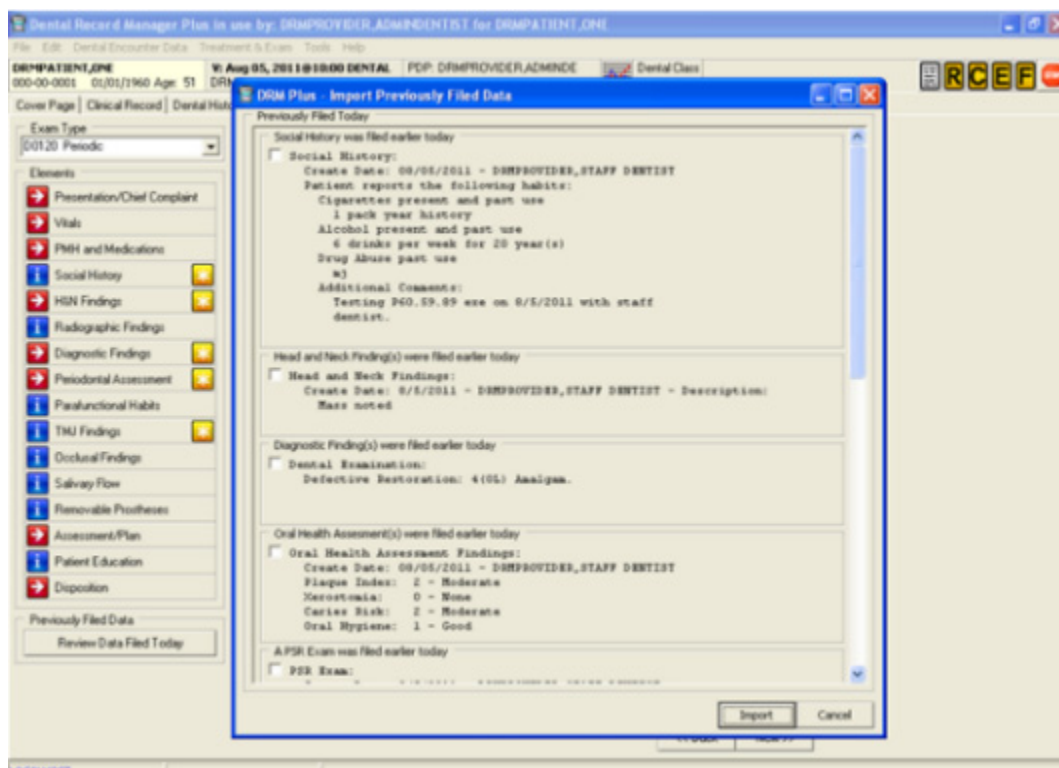 Dental Record Manager Plus in use by: DRMPROVIDER,ADMINDENTIST for DRMPATIENT,ONE
File Edit Dental Encounter Data Treatment & Exam Tools Help
DRMPATIENT,ONE
V: Aug 05, 2011@10:00 DENTAL
PDP: DRMPROVIDER,ADMINDE
Dental Class
R C E F
000-00-0001 01/01/1960 Age: 51
Cover Page Clinical Record
Exam Type
D0120 Periodic
Elements
Presentation/Chief Complaint
Vitals
PMH and Medications
Social History
H&N Findings
Radiographic Findings
Diagnostic Findings
Periodontal Assessment
Parafunctional Habits
TMJ Findings
Occlusal Findings
Salivary Flow
Removable Prostheses
Assessment/Plan
Patient Education
Disposition
Previously Filed Data
Review Data Filed Today
DRM Plus - Import Previously Filed Data
Previously Filed Today
Social History was filed earlier today
Social History:
Create Date: 08/05/2011 - DRMPROVIDER,STAFF DENTIST
Patient reports the following habits:
Cigarettes present and past use
1 pack year history
Alcohol present and past use
6 drinks per week for 20 year(s)
Drug Abuse past use
mj
Additional Comments:
Testing P60.59.89 exe on 8/5/2011 with staff
dentist.
Head and Neck Finding(s) were filed earlier today
Head and Neck Findings:
Create Date: 8/5/2011 - DRMPROVIDER,STAFF DENTIST - Description:
Mass noted
Diagnostic Finding(s) were filed earlier today
Dental Examination:
Defective Restoration: 4(OL) Amalgam.
Oral Health Assesment(s) were filed earlier today
Oral Health Assessment Findings:
Create Date: 08/05/2011 - DRMPROVIDER,STAFF DENTIST
Plaque Index: 2 - Moderate
Xerostomia: 0 - None
Caries Risk: 2 - Moderate
Oral Hygiene: 1 - Good
A PSR Exam was filed earlier today
PSR Exam:
Import
Cancel